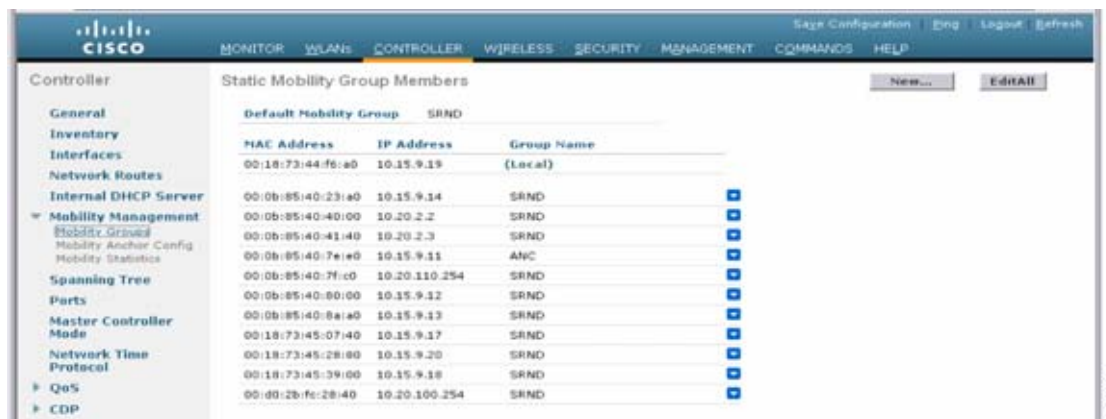 Save Configuration Ping Logout Refresh
CISCO
MONITOR WLANs CONTROLLER WIRELESS SECURITY MANAGEMENT COMMANDS HELP
Controller
General
Inventory
Interfaces
Network Routes
Internal DHCP Server
Mobility Management
Mobility Groups
Mobility Anchor Config
Mobility Statistics
Spanning Tree
Ports
Master Controller
Mode
Network Time
Protocol
QoS
CDP
Static Mobility Group Members
New... EditAll
Default Mobility Group SRND
MAC Address IP Address Group Name
00:18:73:44:f6:a0 10.15.9.19 (Local)
00:0b:85:40:23:a0 10.15.9.14 SRND
00:0b:85:40:40:00 10.20.2.2 SRND
00:0b:85:40:41:40 10.20.2.3 SRND
00:0b:85:40:7e:e0 10.15.9.11 ANC
00:0b:85:40:7f:c0 10.20.110.254 SRND
00:0b:85:40:80:00 10.15.9.12 SRND
00:0b:85:40:8a:a0 10.15.9.13 SRND
00:18:73:45:07:40 10.15.9.17 SRND
00:18:73:45:28:80 10.15.9.20 SRND
00:18:73:45:39:00 10.15.9.18 SRND
00:d0:2b:fc:28:40 10.20.100.254 SRND